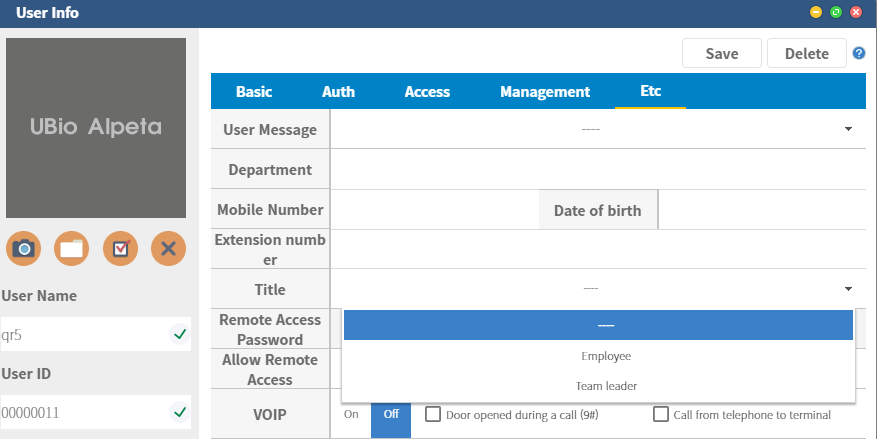 User Info
Save
Delete
?
UBio Alpeta
Basic
Auth
Access
Management
Etc
User Message
----
Department
Mobile Number
Date of birth
Extension numb
er
Title
----
Remote Access
Password
----
Employee
Team leader
Allow Remote
Access
VOIP
On
Off
Door opened during a call (9#)
Call from telephone to terminal
User Name
qr5
User ID
00000011